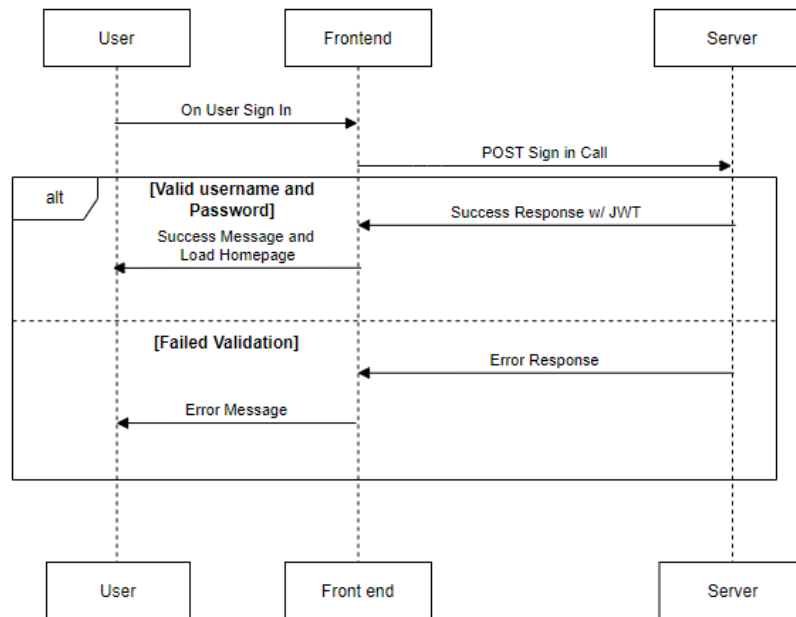 User
Frontend
Server
On User Sign In
POST Sign in Call
alt
[Valid username and
Password]
Success Response w/ JWT
Success Message and
Load Homepage
[Failed Validation]
Error Response
Error Message
User
Front end
Server